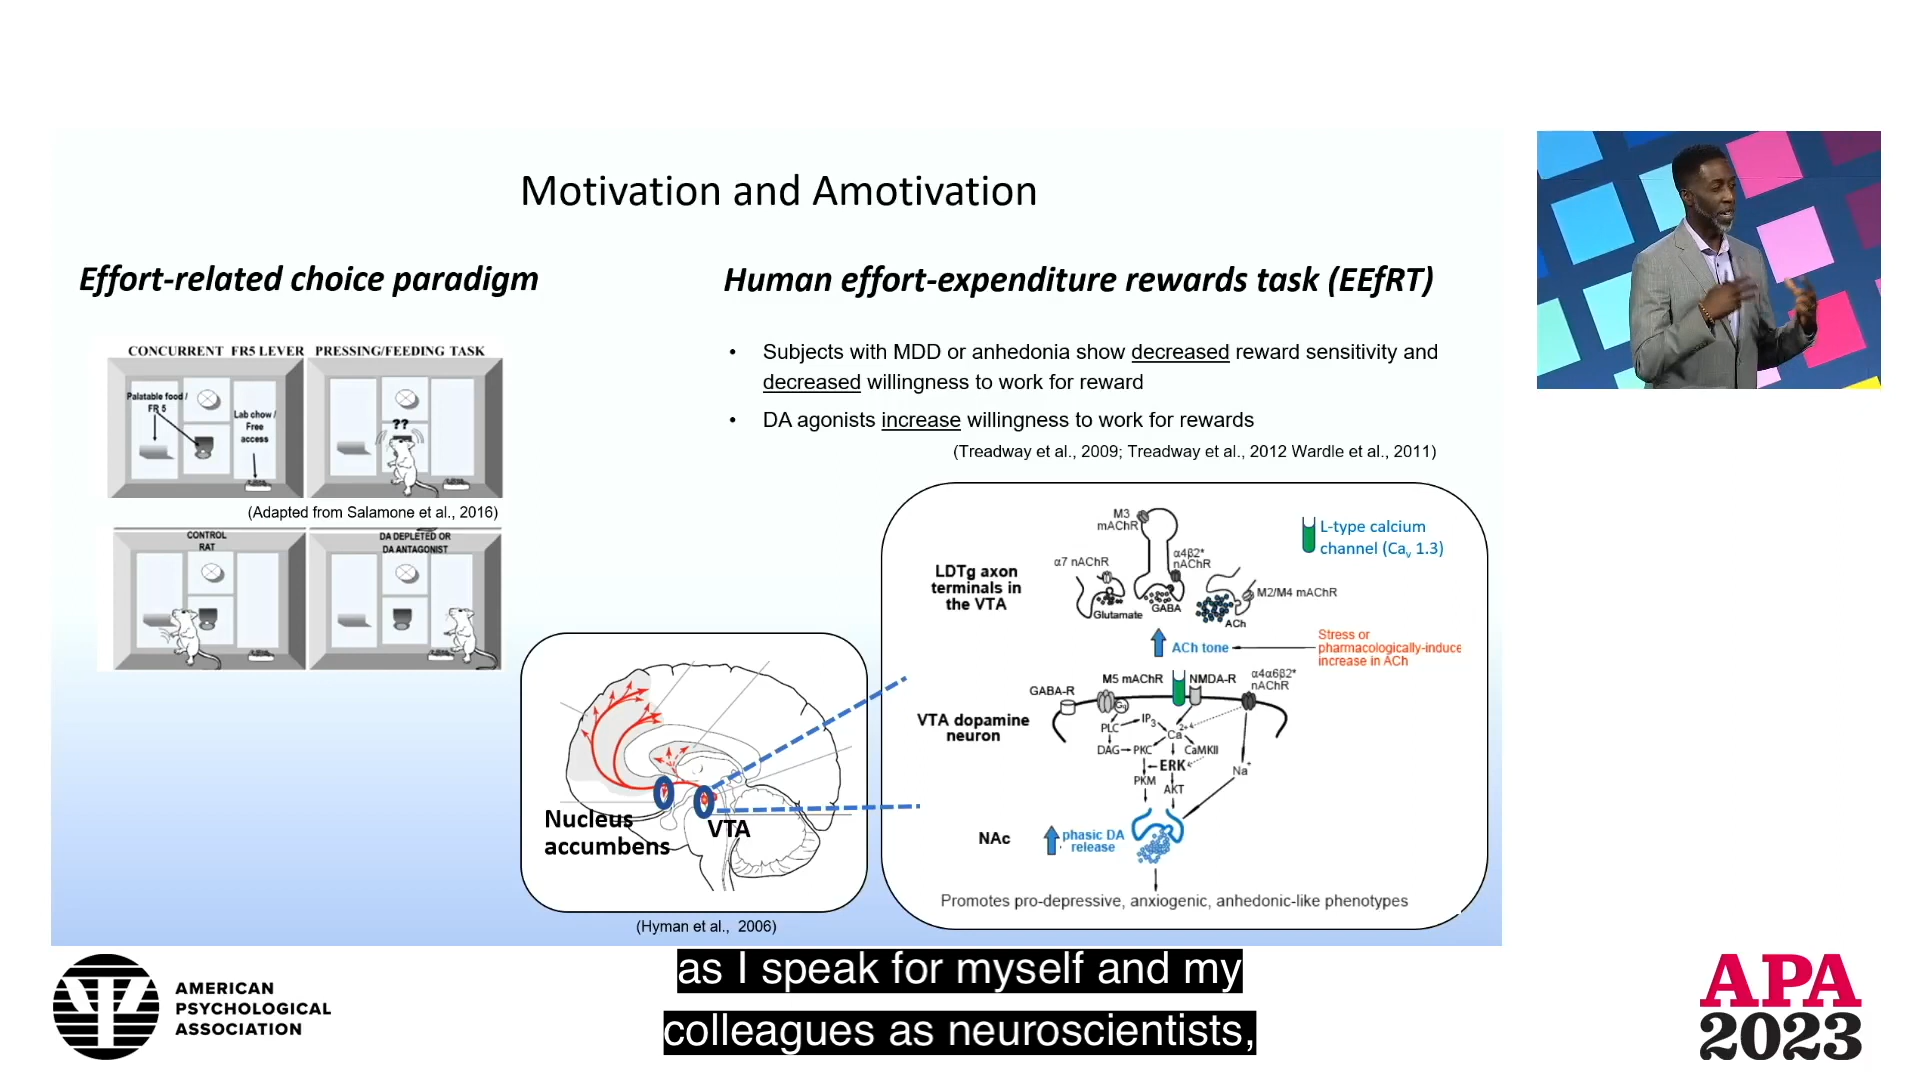 Motivation and Amotivation
Effort-related choice paradigm
CONCURRENT FR5 LEVER PRESSING/FEEDING TASK
Palatable food /
FR 5
Lab chow /
Free
access
??
(Adapted from Salamone et al., 2016)
CONTROL
RAT
DA DEPLETED OR
DA ANTAGONIST
Human effort-expenditure rewards task (EEfRT)
• Subjects with MDD or anhedonia show decreased reward sensitivity and
decreased willingness to work for reward
• DA agonists increase willingness to work for rewards
(Treadway et al., 2009; Treadway et al., 2012 Wardle et al., 2011)
Nucleus
accumbens
VTA
(Hyman et al., 2006)
LDTg axon
terminals in
the VTA
M3
mAChR
α7 nAChR
α4β2*
nAChR
Glutamate
GABA
ACh
M2/M4 mAChR
L-type calcium
channel (Cav 1.3)
ACh tone
Stress or
pharmacologically-induce
increase in ACh
VTA dopamine
neuron
GABA-R
M5 mAChR
NMDA-R
α4α6β2*
nAChR
Gq
PLC
IP3
Ca2+
DAG
PKC
CaMKII
ERK
PKM
AKT
Na+
NAc
phasic DA
release
Promotes pro-depressive, anxiogenic, anhedonic-like phenotypes
as I speak for myself and my
colleagues as neuroscientists,
AMERICAN
PSYCHOLOGICAL
ASSOCIATION
APA
2023